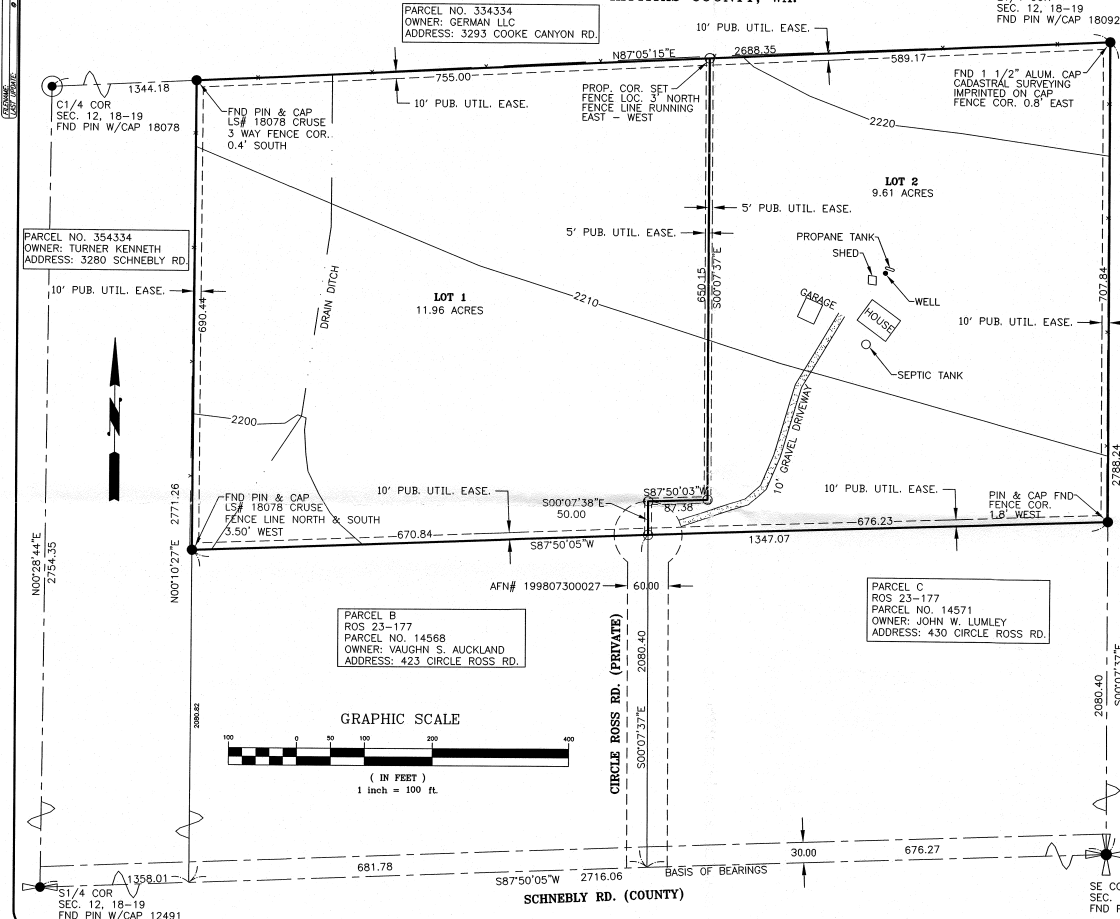 PARCEL NO. 334334
OWNER: GERMAN LLC
ADDRESS: 3293 COOKE CANYON RD.
SEC. 12, 18-19
FND PIN W/CAP 18092
10' PUB. UTIL. EASE.
N87°05'15"E
2688.35
589.17
755.00
1344.18
C1/4 COR
SEC. 12, 18-19
FND PIN W/CAP 18078
10' PUB. UTIL. EASE.
FND PIN & CAP
LS# 18078 CRUSE
3 WAY FENCE COR.
0.4' SOUTH
PROP. COR. SET
FENCE LOC. 3' NORTH
FENCE LINE RUNNING
EAST - WEST
FND 1 1/2" ALUM. CAP
CADASTRAL SURVEYING
IMPRINTED ON CAP
FENCE COR. 0.8' EAST
2220
LOT 2
9.61 ACRES
5' PUB. UTIL. EASE.
5' PUB. UTIL. EASE.
PARCEL NO. 354334
OWNER: TURNER KENNETH
ADDRESS: 3280 SCHNEBLY RD.
10' PUB. UTIL. EASE.
690.44
DRAIN DITCH
LOT 1
11.96 ACRES
2210
650.15
S00°07'37"E
PROPANE TANK
SHED
WELL
GARAGE
HOUSE
SEPTIC TANK
10' PUB. UTIL. EASE.
707.84
N
2200
10' GRAVEL DRIVEWAY
2788.24
FND PIN & CAP
LS# 18078 CRUSE
FENCE LINE NORTH & SOUTH
3.50' WEST
10' PUB. UTIL. EASE.
S00°07'38"E
50.00
S87°50'03"W
87.38
10' PUB. UTIL. EASE.
PIN & CAP FND
FENCE COR.
1.8' WEST
2771.26
N00°10'27"E
N00°28'44"E
2754.35
670.84
S87°50'05"W
676.23
1347.07
AFN# 199807300027
60.00
PARCEL B
ROS 23-177
PARCEL NO. 14568
OWNER: VAUGHN S. AUCKLAND
ADDRESS: 423 CIRCLE ROSS RD.
PARCEL C
ROS 23-177
PARCEL NO. 14571
OWNER: JOHN W. LUMLEY
ADDRESS: 430 CIRCLE ROSS RD.
CIRCLE ROSS RD. (PRIVATE)
2080.40
S00°07'37"E
2080.82
2080.40
S00°07'37"E
GRAPHIC SCALE
100 0 50 100 200 400
( IN FEET )
1 inch = 100 ft.
30.00
676.27
681.78
1358.01
S87°50'05"W
2716.06
BASIS OF BEARINGS
SCHNEBLY RD. (COUNTY)
S1/4 COR
SEC. 12, 18-19
FND PIN W/CAP 12491
SE CO
SEC.
FND P